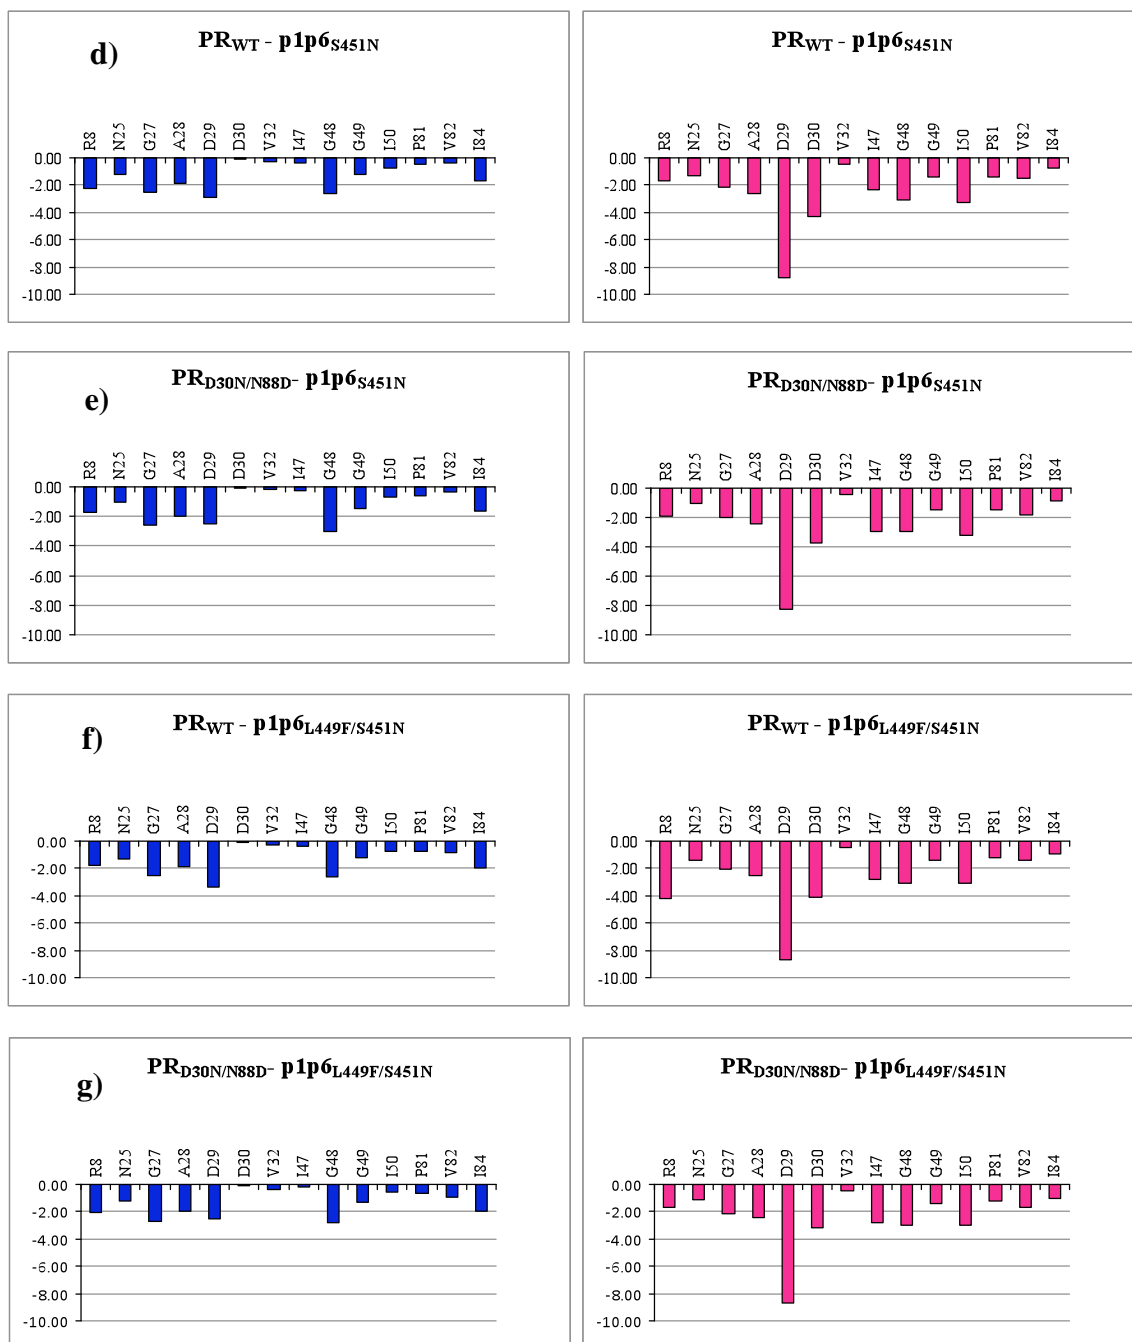 d)
PRWT - p1p6S451N
R8 N25 G27 A28 D29 D30 V32 I47 G48 G49 I50 P81 V82 I84
0.00
-2.00
-4.00
-6.00
-8.00
-10.00
PRWT - p1p6S451N
R8 N25 G27 A28 D29 D30 V32 I47 G48 G49 I50 P81 V82 I84
0.00
-2.00
-4.00
-6.00
-8.00
-10.00
e)
PRD30N/N88D- p1p6S451N
R8 N25 G27 A28 D29 D30 V32 I47 G48 G49 I50 P81 V82 I84
0.00
-2.00
-4.00
-6.00
-8.00
-10.00
PRD30N/N88D- p1p6S451N
R8 N25 G27 A28 D29 D30 V32 I47 G48 G49 I50 P81 V82 I84
0.00
-2.00
-4.00
-6.00
-8.00
-10.00
f)
PRWT - p1p6L449F/S451N
R8 N25 G27 A28 D29 D30 V32 I47 G48 G49 I50 P81 V82 I84
0.00
-2.00
-4.00
-6.00
-8.00
-10.00
PRWT - p1p6L449F/S451N
R8 N25 G27 A28 D29 D30 V32 I47 G48 G49 I50 P81 V82 I84
0.00
-2.00
-4.00
-6.00
-8.00
-10.00
g)
PRD30N/N88D- p1p6L449F/S451N
R8 N25 G27 A28 D29 D30 V32 I47 G48 G49 I50 P81 V82 I84
0.00
-2.00
-4.00
-6.00
-8.00
-10.00
PRD30N/N88D- p1p6L449F/S451N
R8 N25 G27 A28 D29 D30 V32 I47 G48 G49 I50 P81 V82 I84
0.00
-2.00
-4.00
-6.00
-8.00
-10.00